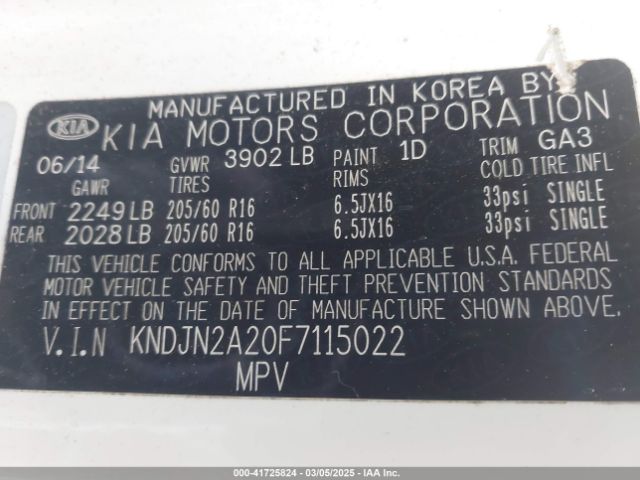 MANUFACTURED IN KOREA BY
KIA KIA MOTORS CORPORATION
06/14 GVWR 3902 LB PAINT 1D TRIM GA3
GAWR TIRES RIMS COLD TIRE INFL
FRONT 2249 LB 205/60 R16 6.5JX16 33psi SINGLE
REAR 2028 LB 205/60 R16 6.5JX16 33psi SINGLE
THIS VEHICLE CONFORMS TO ALL APPLICABLE U.S.A. FEDERAL
MOTOR VEHICLE SAFETY AND THEFT PREVENTION STANDARDS
IN EFFECT ON THE DATE OF MANUFACTURE SHOWN ABOVE.
V.I.N KNDJN2A20F7115022
MPV
000-41725824 | 03/05/2025 - Copyright © IAA